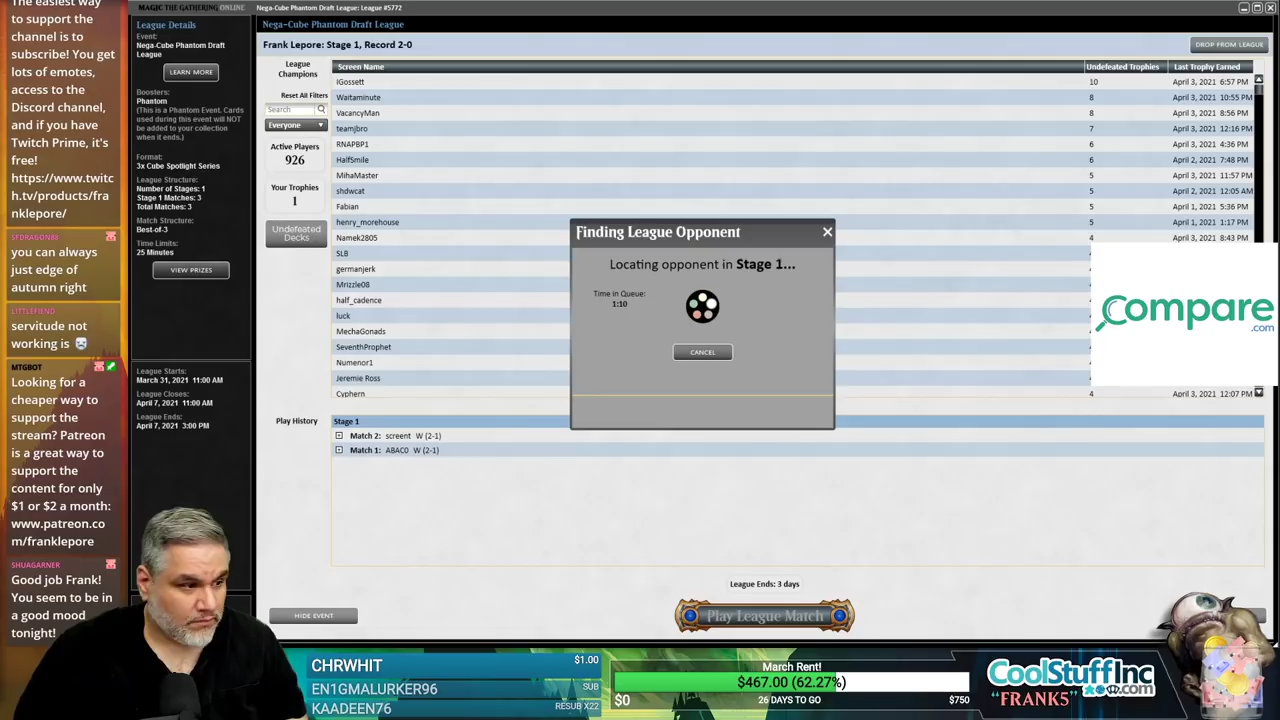 The easiest way
to support the
channel is to
subscribe! You get
lots of emotes,
access to the
Discord channel,
and if you have
Twitch Prime, it's
free!
https://www.twitc
h.tv/products/fra
nklepore/
SFDRAGON88
you can always
just edge of
autumn right
LITTLEFIEND
servitude not
working is
MTGBOT
Looking for a
cheaper way to
support the
stream? Patreon
is a great way to
support the
content for only
$1 or $2 a month:
www.patreon.co
m/franklepore
SHUAGARNER
Good job Frank!
You seem to be in
a good mood
tonight!
MAGIC THE GATHERING ONLINE
Nega-Cube Phantom Draft League: League #5772
League Details
Event:
Nega-Cube Phantom Draft
League
LEARN MORE
Boosters:
Phantom
(This is a Phantom Event. Cards
used during this event will NOT
be added to your collection
when it ends.)
Format:
3x Cube Spotlight Series
League Structure:
Number of Stages: 1
Stage 1 Matches: 3
Total Matches: 3
Match Structure:
Best-of-3
Time Limits:
25 Minutes
VIEW PRIZES
League Starts:
March 31, 2021 11:00 AM
League Closes:
April 7, 2021 11:00 AM
League Ends:
April 7, 2021 3:00 PM
Nega-Cube Phantom Draft League
Frank Lepore: Stage 1, Record 2-0
DROP FROM LEAGUE
League
Champions
Reset All Filters
Search
Everyone
Active Players
926
Your Trophies
1
Undefeated
Decks
Screen Name Undefeated Trophies Last Trophy Earned
IGossett 10 April 3, 2021 6:57 PM
Waitaminute 8 April 3, 2021 10:55 PM
VacancyMan 8 April 3, 2021 8:56 PM
teamjbro 7 April 3, 2021 12:16 PM
RNAPBP1 6 April 3, 2021 4:36 PM
HalfSmile 6 April 2, 2021 7:48 PM
MihaMaster 5 April 3, 2021 11:57 PM
shdwcat 5 April 2, 2021 12:05 AM
Fabian 5 April 1, 2021 5:36 PM
henry_morehouse 5 April 1, 2021 1:17 PM
Namek2805 4 April 3, 2021 8:43 PM
SLB
germanjerk
Mrizzle08
half_cadence
luck
MechaGonads
SeventhProphet
Numenor1
Jeremie Ross
Cyphern 4 April 3, 2021 12:07 PM
Finding League Opponent
Locating opponent in Stage 1...
Time in Queue:
1:10
CANCEL
Compare
.com
Play History
Stage 1
Match 2: screent W (2-1)
Match 1: ABAC0 W (2-1)
League Ends: 3 days
HIDE EVENT
Play League Match
CHRWHIT $1.00
EN1GMALURKER96 SUB
KAADEEN76 RESUB X22
March Rent!
$467.00 (62.27%)
$0 26 DAYS TO GO $750
CoolStuffInc
.com
"FRANK5"